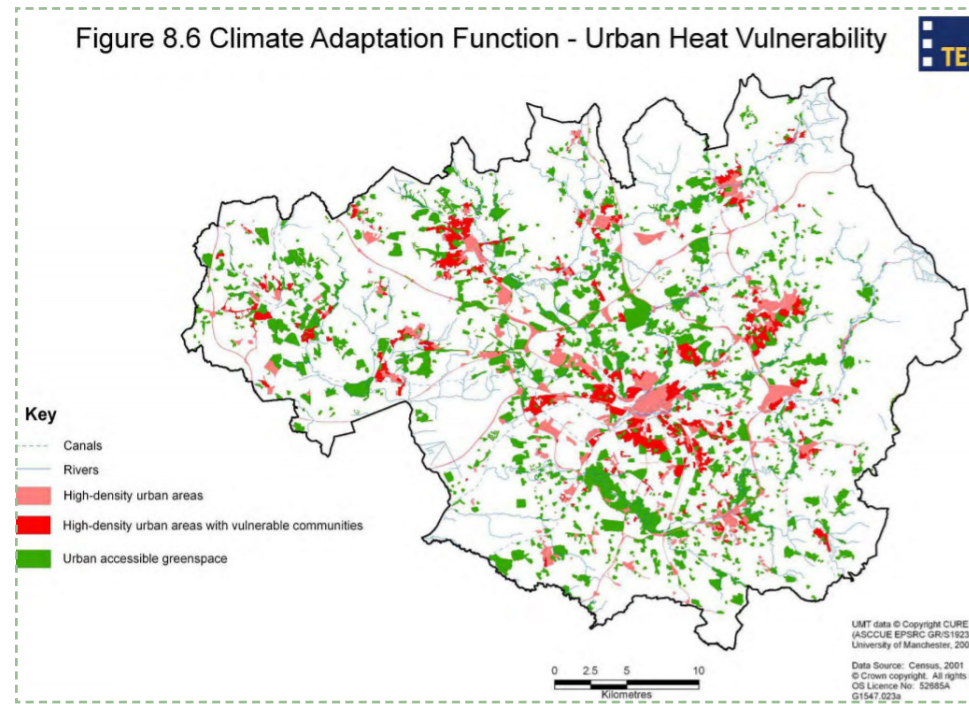 Figure 8.6 Climate Adaptation Function - Urban Heat Vulnerability
TE
Key
Canals
Rivers
High-density urban areas
High-density urban areas with vulnerable communities
Urban accessible greenspace
0 2.5 5 10
Kilometres
UMT data © Copyright CURE
(ASCCUE EPSRC GR/S1923
University of Manchester, 200
Data Source: Census, 2001
© Crown copyright. All rights
OS Licence No: 52685A
G1547.023a